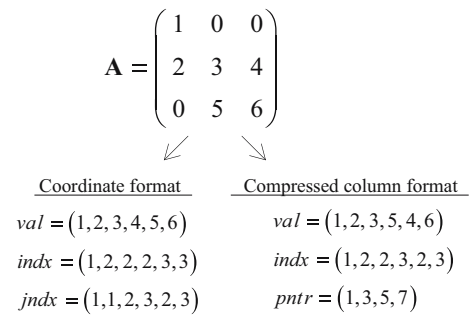 A = ( 1 0 0
2 3 4
0 5 6 )
Coordinate format
val = (1,2,3,4,5,6)
indx = (1,2,2,2,3,3)
jndx = (1,1,2,3,2,3)
Compressed column format
val = (1,2,3,5,4,6)
indx = (1,2,2,3,2,3)
pntr = (1,3,5,7)